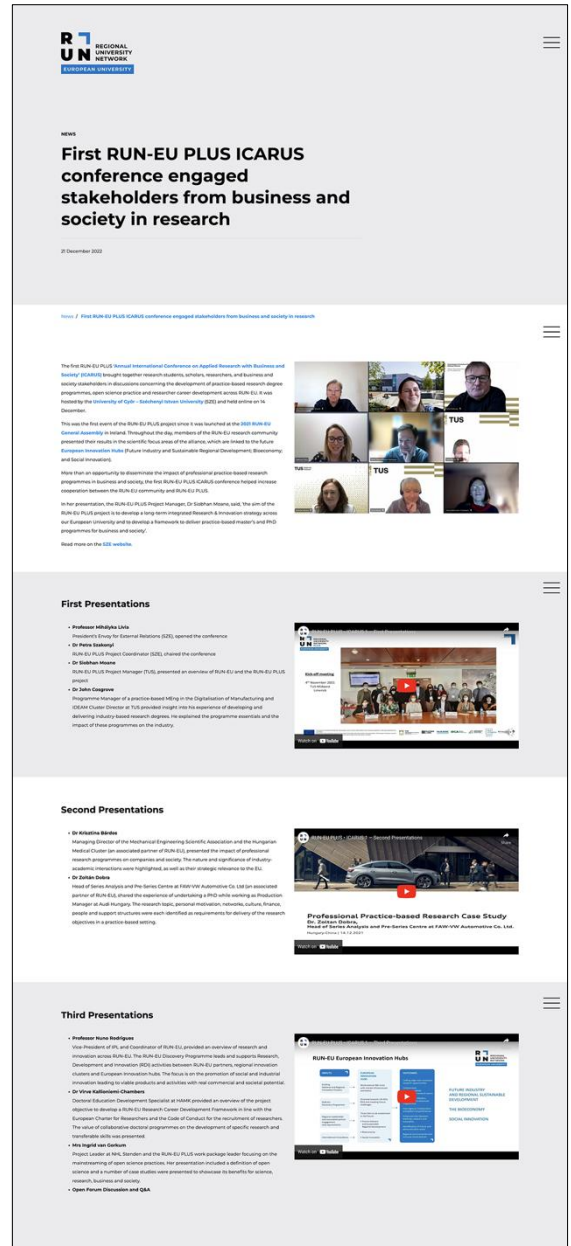 R
U N
REGIONAL
UNIVERSITY
NETWORK
EUROPEAN UNIVERSITY
NEWS
First RUN-EU PLUS ICARUS
conference engaged
stakeholders from business and
society in research
21 December 2022
News / First RUN-EU PLUS ICARUS conference engaged stakeholders from business and society in research
The first RUN-EU PLUS 'Annual International Conference on Applied Research with Business and
Society' (ICARUS) brought together research students, scholars, researchers, and business and
society stakeholders in discussions concerning the development of practice-based research degree
programmes, open science practice and researcher career development across RUN-EU. It was
hosted by the University of Győr – Széchenyi Istvan University (SZE) and held online on 14
December.
This was the first event of the RUN-EU PLUS project since it was launched at the 2021 RUN-EU
General Assembly in Ireland. Throughout the day, members of the RUN-EU research community
presented their results in the scientific focus areas of the alliance, which are linked to the future
European Innovation Hubs (Future Industry and Sustainable Regional Development; Bioeconomy;
and Social Innovation).
More than an opportunity to disseminate the impact of professional practice-based research
programmes in business and society, the first RUN-EU PLUS ICARUS conference helped increase
cooperation between the RUN-EU community and RUN-EU PLUS.
In her presentation, the RUN-EU PLUS Project Manager, Dr Siobhan Moane, said, 'the aim of the
RUN-EU PLUS project is to develop a long-term integrated Research & Innovation strategy across
our European University and to develop a framework to deliver practice-based master's and PhD
programmes for business and society'.
Read more on the SZE website.
TUS
TUS
First Presentations
• Professor Mihályka Livia
President's Envoy for External Relations (SZE), opened the conference
• Dr Petra Szakonyi
RUN-EU PLUS Project Coordinator (SZE), chaired the conference
• Dr Siobhan Moane
RUN-EU PLUS Project Manager (TUS), presented an overview of RUN-EU and the RUN-EU PLUS
project
• Dr John Cosgrove
Programme Manager of a practice-based MEng in the Digitalisation of Manufacturing and
IDEAM Cluster Director at TUS provided insight into his experience of developing and
delivering industry-based research degrees. He explained the programme essentials and the
impact of these programmes on the industry.
Kick-off meeting
Watch on YouTube
Second Presentations
• Dr Krisztina Bárdos
Managing Director of the Mechanical Engineering Scientific Association and the Hungarian
Medical Cluster (an associated partner of RUN-EU), presented the impact of professional
research programmes on companies and society. The nature and significance of industry-
academic interactions were highlighted, as well as their strategic relevance to the EU.
• Dr Zoltán Dobra
Head of Series Analysis and Pre-Series Centre at FAW-VW Automotive Co. Ltd (an associated
partner of RUN-EU), shared the experience of undertaking a PhD while working as Production
Manager at Audi Hungary. The research topic, personal motivation, networks, culture, finance,
people and support structures were each identified as requirements for delivery of the research
objectives in a practice-based setting.
RUN-EU PLUS - ICARUS 1 – Second Presentations
Share
Professional Practice-based Research Case Study
Dr. Zoltan Dobra,
Head of Series Analysis and Pre-Series Centre at FAW-VW Automotive Co. Ltd.
Hungary-China / 14.12.2021
Watch on YouTube
Third Presentations
• Professor Nuno Rodrigues
Vice-President of IPL and Coordinator of RUN-EU, provided an overview of research and
innovation across RUN-EU. The RUN-EU Discovery Programme leads and supports Research,
Development and Innovation (RDI) activities between RUN-EU partners, regional innovation
clusters and European Innovation hubs. The focus is on the promotion of social and industrial
innovation leading to viable products and activities with real commercial and societal potential.
• Dr Virve Kallioniemi-Chambers
Doctoral Education Development Specialist at HAMK provided an overview of the project
objective to develop a RUN-EU Research Career Development Framework in line with the
European Charter for Researchers and the Code of Conduct for the recruitment of researchers.
The value of collaborative doctoral programmes on the development of specific research and
transferable skills was presented.
• Mrs Ingrid van Gorkum
Project Leader at NHL Stenden and the RUN-EU PLUS work-package leader focusing on the
mainstreaming of open science practices. Her presentation included a definition of open
science and a number of case studies were presented to showcase its benefits for science,
research, business and society.
• Open Forum Discussion and Q&A
RUN-EU European Innovation Hubs
FUTURE INDUSTRY
AND REGIONAL SUSTAINABLE
DEVELOPMENT
THE BIOECONOMY
SOCIAL INNOVATION
Watch on YouTube